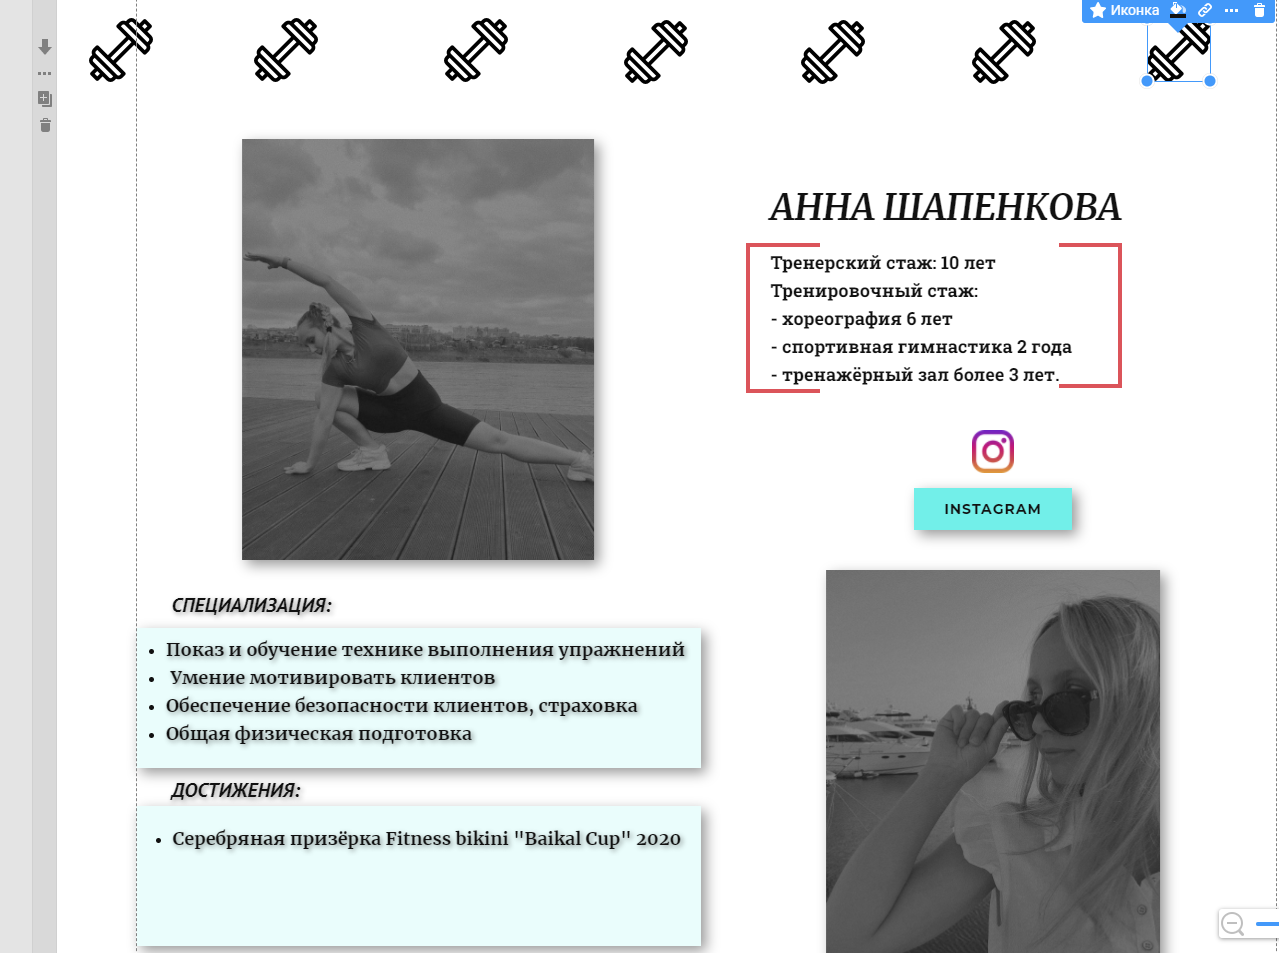 Иконка
АННА ШАПЕНКОВА
Тренерский стаж: 10 лет
Тренировочный стаж:
- хореография 6 лет
- спортивная гимнастика 2 года
- тренажёрный зал более 3 лет.
INSTAGRAM
СПЕЦИАЛИЗАЦИЯ:
• Показ и обучение технике выполнения упражнений
• Умение мотивировать клиентов
• Обеспечение безопасности клиентов, страховка
• Общая физическая подготовка
ДОСТИЖЕНИЯ:
• Серебряная призёрка Fitness bikini "Baikal Cup" 2020